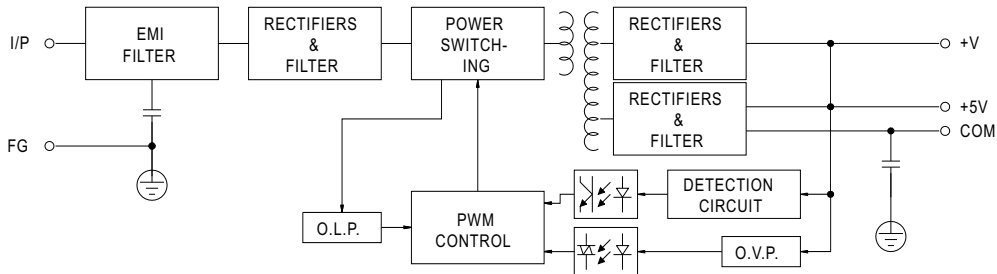 I/P
EMI
FILTER
RECTIFIERS
&
FILTER
POWER
SWITCH-
ING
RECTIFIERS
&
FILTER
+V
RECTIFIERS
&
FILTER
+5V
COM
FG
O.L.P.
PWM
CONTROL
DETECTION
CIRCUIT
O.V.P.